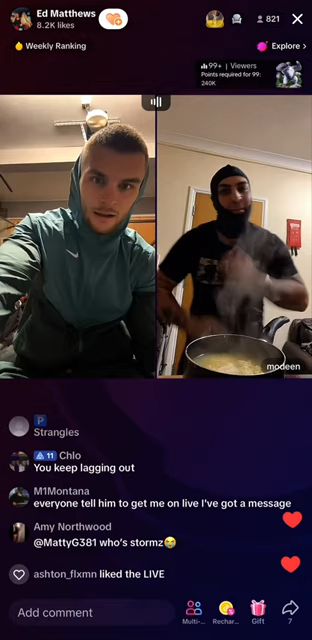 Ed Matthews
8.2K likes
821
Weekly Ranking
Explore >
99+ | Viewers
Points required for 99:
240K
modeen
P
Strangles
11 Chlo
You keep lagging out
M1Montana
everyone tell him to get me on live I've got a message
Amy Northwood
@MattyG381 who's stormz😭
ashton_flxmn liked the LIVE
Add comment
Multi-...
Rechar...
Gift
7